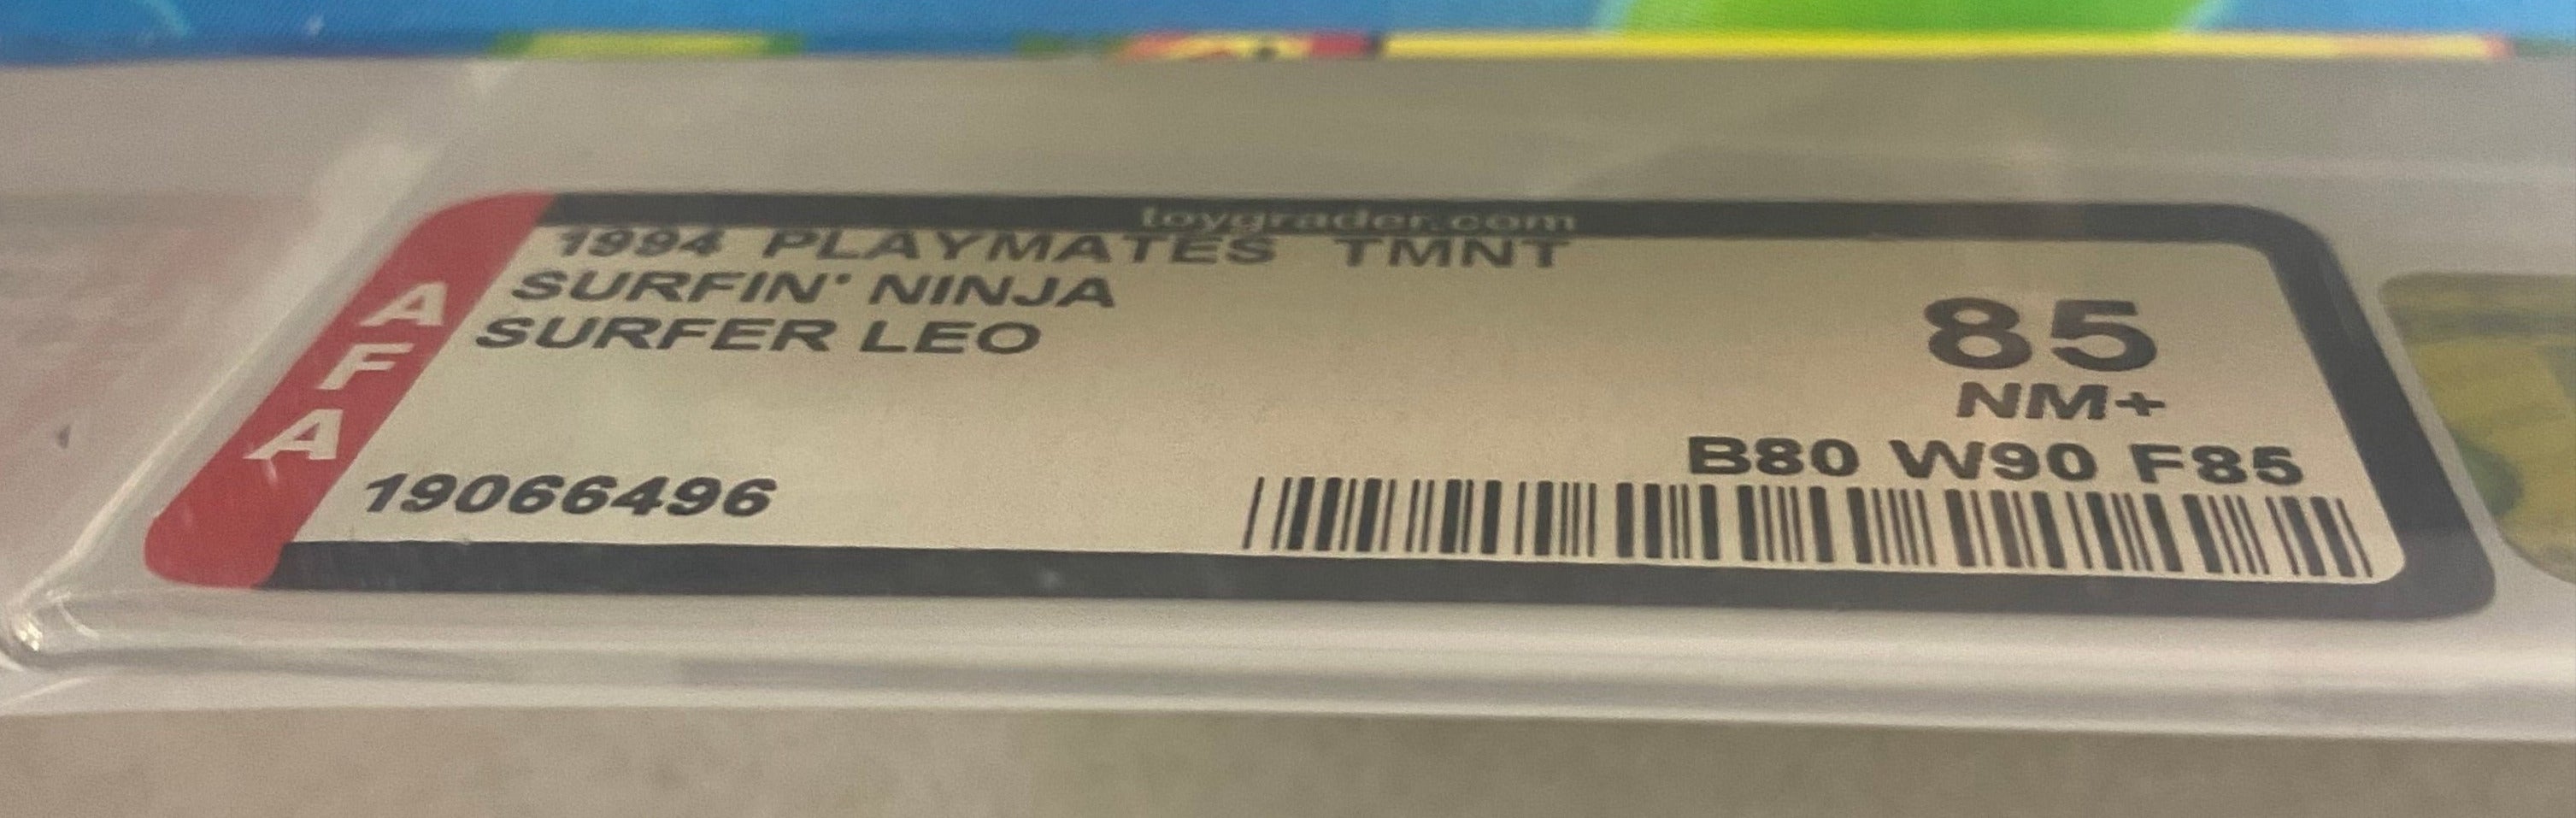 toygrader.com
1994 PLAYMATES TMNT
SURFIN' NINJA
SURFER LEO
AFA
85
NM+
B80 W90 F85
19066496